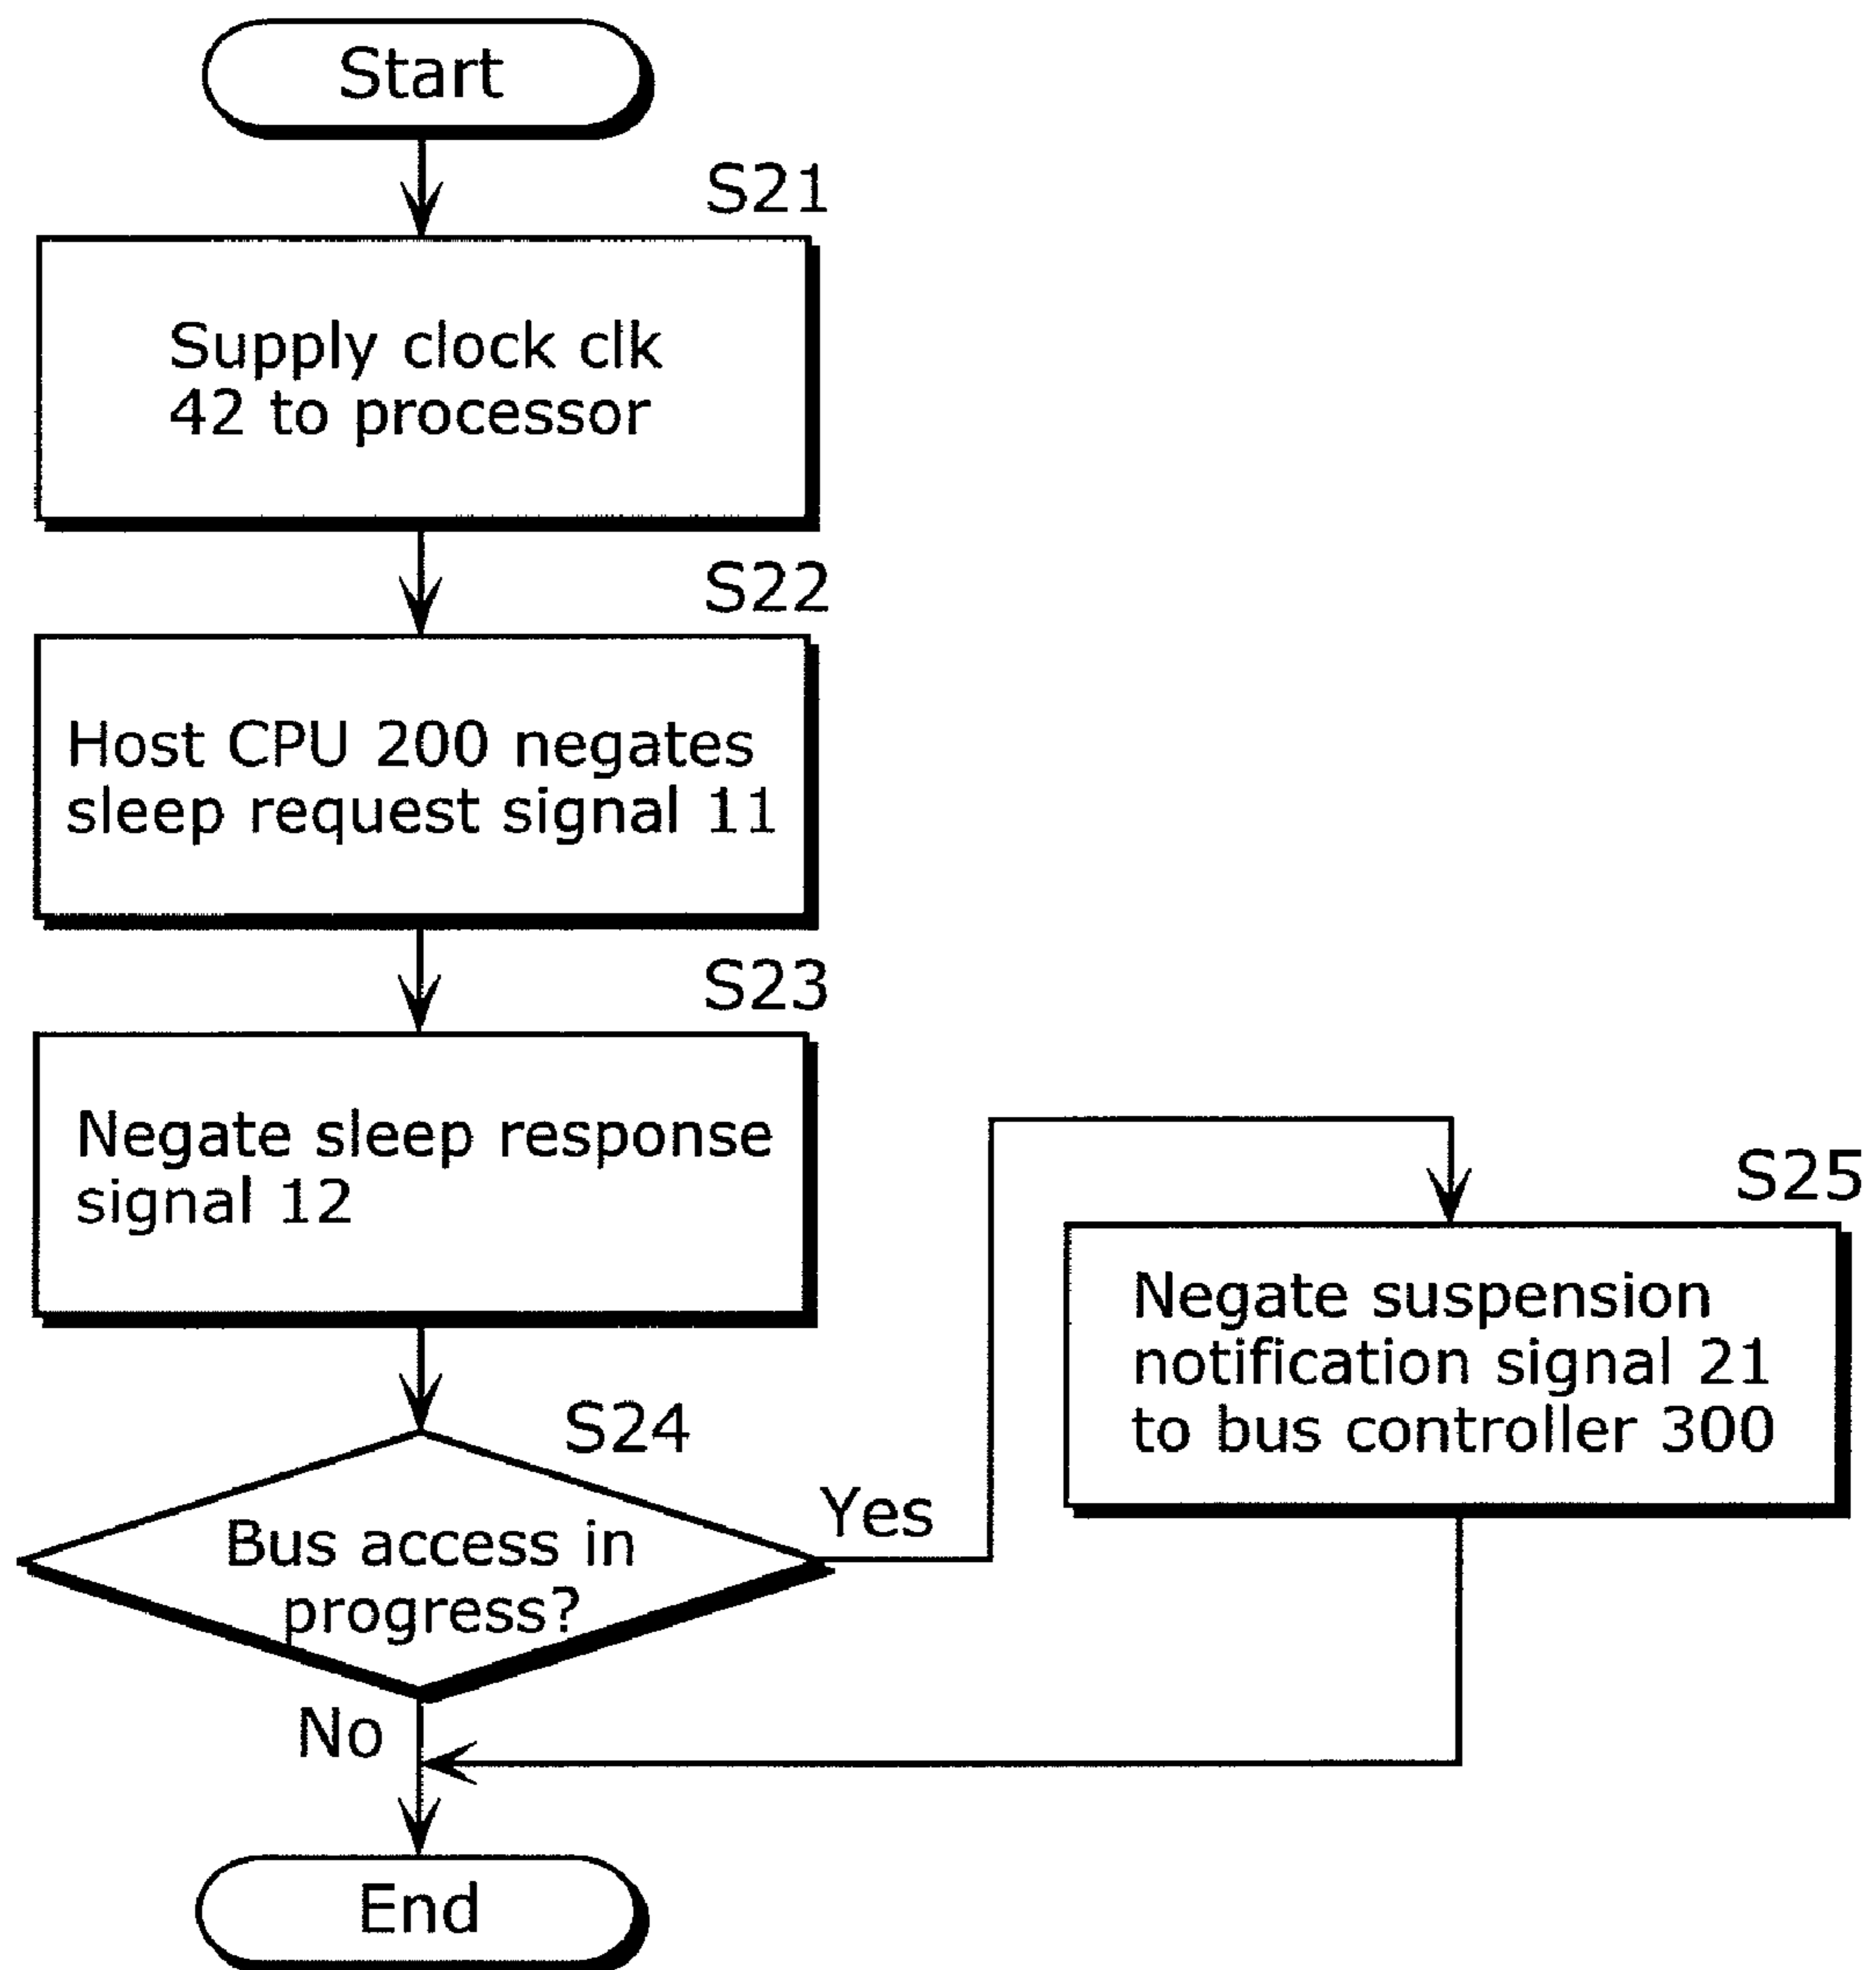 Start
S21
Supply clock clk
42 to processor
S22
Host CPU 200 negates
sleep request signal 11
S23
Negate sleep response
signal 12
S24
Bus access in
progress?
Yes
No
S25
Negate suspension
notification signal 21
to bus controller 300
End